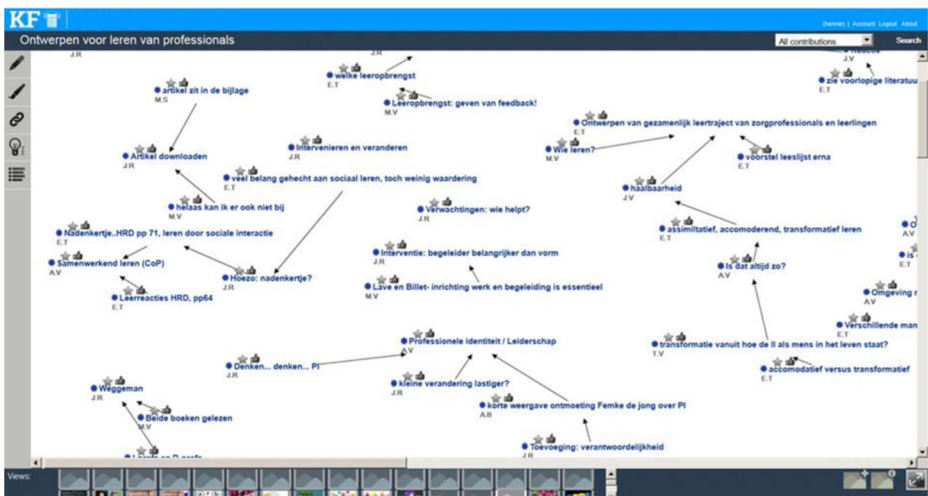 KF
(hennie) | Account Logout About
Ontwerpen voor leren van professionals
All contributions
Search
J.R
welke leeropbrengst
E.T
J.V
zie voorlopige literatuu
E.T
artikel zit in de bijlage
M.S
Leeropbrengst: geven van feedback!
M.V
Ontwerpen van gezamenlijk leertraject van zorgprofessionals en leerlingen
E.T
Artikel downloaden
J.R
Intervenieren en veranderen
J.R
Wie leren?
M.V
voorstel leeslijst erna
E.T
veel belang gehecht aan sociaal leren, toch weinig waardering
E.T
haalbaarheid
J.V
helaas kan ik er ook niet bij
M.V
Verwachtingen: wie helpt?
J.R
Nadenkertje..HRD pp 71, leren door sociale interactie
E.T
assimiltatief, accomoderend, transformatief leren
E.T
A.V
Samenwerkend leren (CoP)
A.V
Interventie: begeleider belangrijker dan vorm
J.R
is
E.T
Is dat altijd zo?
A.V
Hoezo: nadenkertje?
J.R
Lave en Billet- inrichting werk en begeleiding is essentieel
M.V
Leerreacties HRD, pp64
E.T
Omgeving r
A.V
Verschillende man
E.T
Professionele identiteit / Leiderschap
A.V
transformatie vanuit hoe de ll als mens in het leven staat?
T.V
Denken... denken... PI
J.R
accomodatief versus transformatief
E.T
kleine verandering lastiger?
J.R
Weggeman
J.R
korte weergave ontmoeting Femke de jong over PI
A.B
Beide boeken gelezen
M.V
Toevoeging: verantwoordelijkheid
J.R
Views: